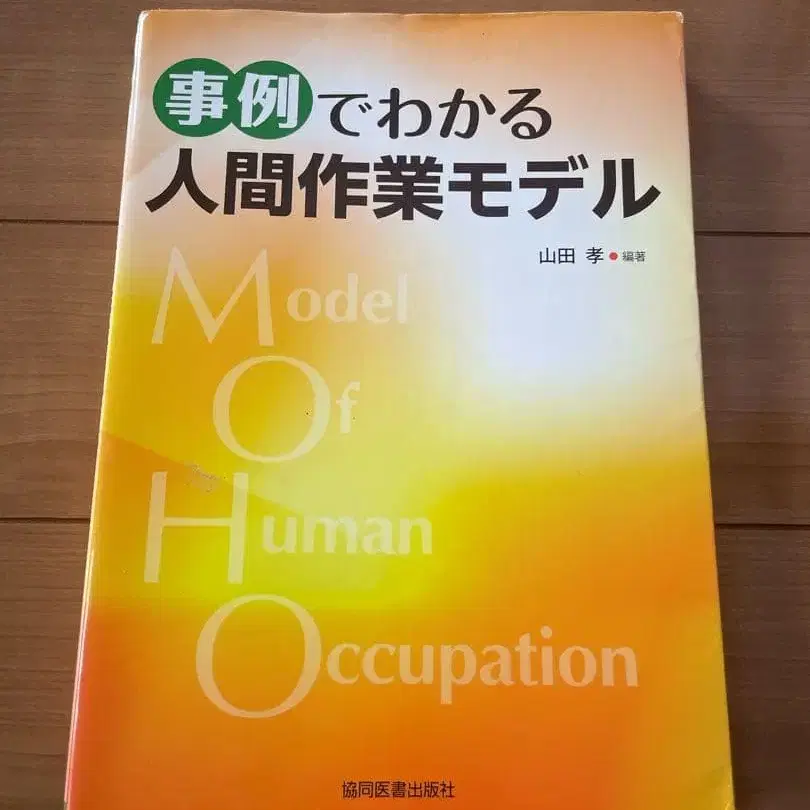 事例でわかる
人間作業モデル
山田 孝●編著
Model
Of
Human
Occupation
協同医書出版社